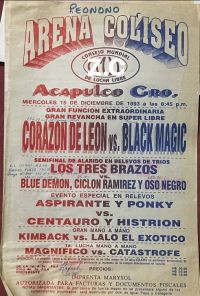 PEONONO
ARENA COLISEO
CONSEJO MUNDIAL
DE LUCHA LIBRE
Acapulco Gro.
MIERCOLES 15 DE DICIEMBRE DE 1993 a las 8:45 p.m.
GRAN FUNCION EXTRAORDINARIA
GRAN REVANCHA EN SUPER LIBRE
CORAZON DE LEON vs. BLACK MAGIC
SEMIFINAL DE ALARIDO EN RELEVOS DE TRIOS
LOS TRES BRAZOS
vs.
BLUE DEMON, CICLON RAMIREZ Y OSO NEGRO
EVENTO ESPECIAL EN RELEVOS
ASPIRANTE Y PONKY
vs.
CENTAURO Y HISTRION
GRAN MANO A MANO
KIMBACK vs. LALO EL EXOTICO
1a. LUCHA MANO A MANO
MAGNIFICO vs. CATASTROFE
PRECIOS:
IMPRENTA MARYTOL
AUTORIZADA PARA FACTURAS Y DOCUMENTOS FISCALES